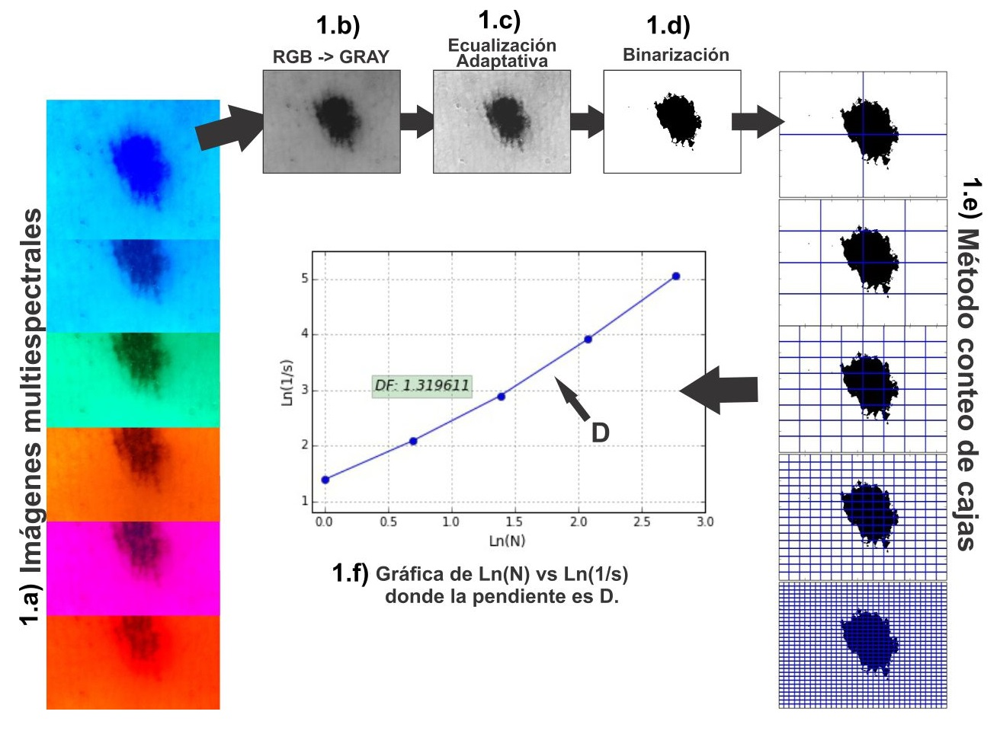 1.b)
RGB -> GRAY
1.c)
Ecualización
Adaptativa
1.d)
Binarización
1.a) Imágenes multiespectrales
1.e) Método conteo de cajas
Ln(1/s)
5
4
3
2
1
DF: 1.319611
D
0.0 0.5 1.0 1.5 2.0 2.5 3.0
Ln(N)
1.f) Gráfica de Ln(N) vs Ln(1/s)
donde la pendiente es D.